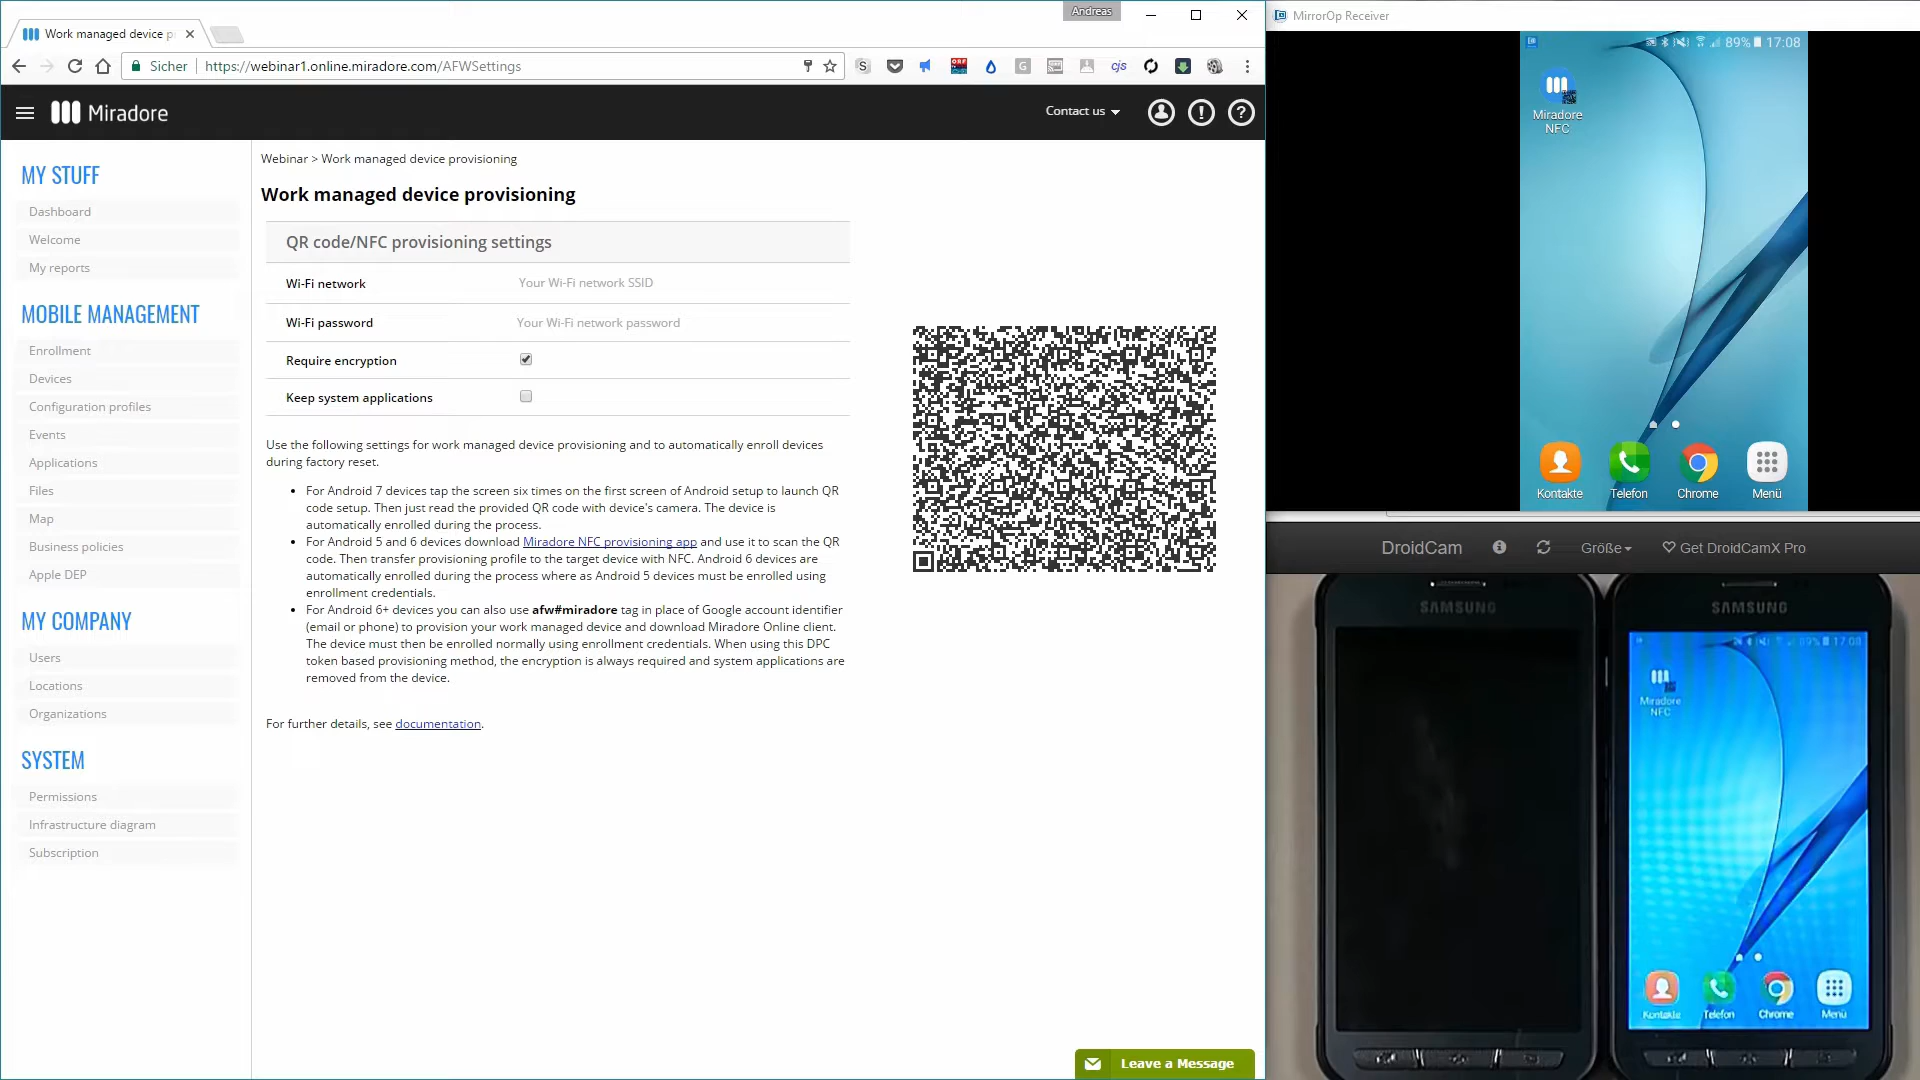 Andreas
Work managed device p
Sicher
https://webinar1.online.miradore.com/AFWSettings
Miradore
Contact us
MY STUFF
Dashboard
Welcome
My reports
MOBILE MANAGEMENT
Enrollment
Devices
Configuration profiles
Events
Applications
Files
Map
Business policies
Apple DEP
MY COMPANY
Users
Locations
Organizations
SYSTEM
Permissions
Infrastructure diagram
Subscription
Webinar > Work managed device provisioning
Work managed device provisioning
QR code/NFC provisioning settings
Wi-Fi network Your Wi-Fi network SSID
Wi-Fi password Your Wi-Fi network password
Require encryption
Keep system applications
Use the following settings for work managed device provisioning and to automatically enroll devices
during factory reset.
For Android 7 devices tap the screen six times on the first screen of Android setup to launch QR
code setup. Then just read the provided QR code with device's camera. The device is
automatically enrolled during the process.
For Android 5 and 6 devices download Miradore NFC provisioning app and use it to scan the QR
code. Then transfer provisioning profile to the target device with NFC. Android 6 devices are
automatically enrolled during the process where as Android 5 devices must be enrolled using
enrollment credentials.
For Android 6+ devices you can also use afw#miradore tag in place of Google account identifier
(email or phone) to provision your work managed device and download Miradore Online client.
The device must then be enrolled normally using enrollment credentials. When using this DPC
token based provisioning method, the encryption is always required and system applications are
removed from the device.
For further details, see documentation.
Leave a Message
MirrorOp Receiver
89% 17:08
Miradore
NFC
Kontakte Telefon Chrome Menü
DroidCam
Größe
Get DroidCamX Pro
SAMSUNG
SAMSUNG
89% 17:08
Miradore
NFC
Kontakte Telefon Chrome Menü